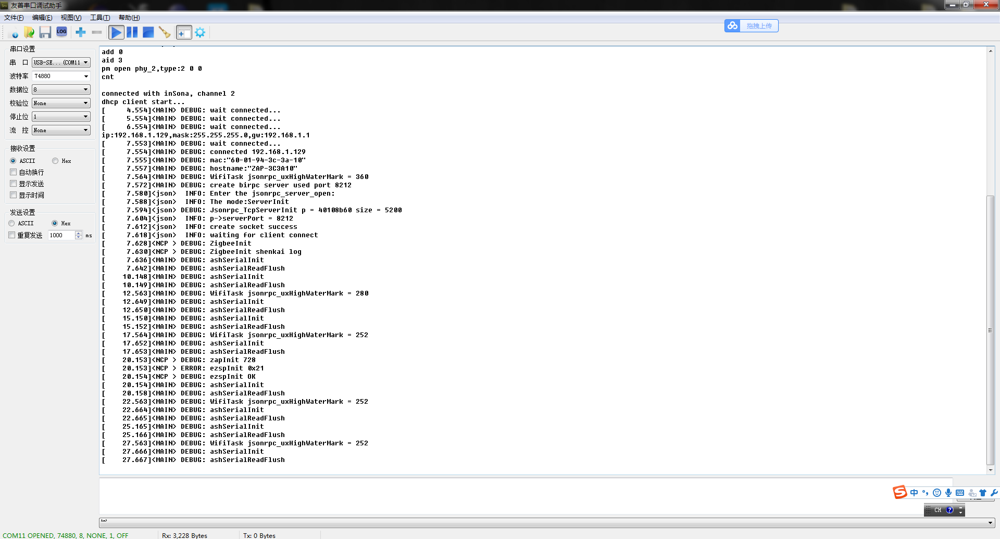 友善串口调试助手
文件(F) 编辑(E) 视图(V) 工具(T) 帮助(H)
拖拽上传
LOG
串口设置
串 口 USB-SE...(COM11
波特率 74880
数据位 8
校验位 None
停止位 1
流 控 None
接收设置
ASCII Hex
自动换行
显示发送
显示时间
发送设置
ASCII Hex
重复发送 1000 ms
add 0
aid 3
pm open phy_2,type:2 0 0
cnt
connected with inSona, channel 2
dhcp client start...
[     4.554]<MAIN> DEBUG: wait connected...
[     5.554]<MAIN> DEBUG: wait connected...
[     6.554]<MAIN> DEBUG: wait connected...
ip:192.168.1.129,mask:255.255.255.0,gw:192.168.1.1
[     7.553]<MAIN> DEBUG: wait connected...
[     7.554]<MAIN> DEBUG: connected 192.168.1.129
[     7.555]<MAIN> DEBUG: mac:"60-01-94-3c-3a-10"
[     7.557]<MAIN> DEBUG: hostname:"ZAP-3C3A10"
[     7.564]<MAIN> DEBUG: WifiTask jsonrpc_uxHighWaterMark = 360
[     7.572]<MAIN> DEBUG: create birpc server used port 8212
[     7.580]<json>  INFO: Enter the jsonrpc_server_open:
[     7.588]<json>  INFO: The mode:ServerInit
[     7.594]<json> DEBUG: Jsonrpc_TcpServerInit p = 40108b60 size = 5200
[     7.604]<json>  INFO: p->serverPort = 8212
[     7.612]<json>  INFO: create socket success
[     7.618]<json>  INFO: waiting for client connect
[     7.628]<NCP > DEBUG: ZigbeeInit
[     7.630]<NCP > DEBUG: ZigbeeInit shenkai log
[     7.636]<MAIN> DEBUG: ashSerialInit
[     7.642]<MAIN> DEBUG: ashSerialReadFlush
[    10.148]<MAIN> DEBUG: ashSerialInit
[    10.149]<MAIN> DEBUG: ashSerialReadFlush
[    12.563]<MAIN> DEBUG: WifiTask jsonrpc_uxHighWaterMark = 280
[    12.649]<MAIN> DEBUG: ashSerialInit
[    12.650]<MAIN> DEBUG: ashSerialReadFlush
[    15.150]<MAIN> DEBUG: ashSerialInit
[    15.152]<MAIN> DEBUG: ashSerialReadFlush
[    17.564]<MAIN> DEBUG: WifiTask jsonrpc_uxHighWaterMark = 252
[    17.652]<MAIN> DEBUG: ashSerialInit
[    17.653]<MAIN> DEBUG: ashSerialReadFlush
[    20.153]<NCP > DEBUG: zapInit 728
[    20.153]<NCP > ERROR: ezspInit 0x21
[    20.154]<NCP > DEBUG: ezspInit OK
[    20.154]<MAIN> DEBUG: ashSerialInit
[    20.158]<MAIN> DEBUG: ashSerialReadFlush
[    22.563]<MAIN> DEBUG: WifiTask jsonrpc_uxHighWaterMark = 252
[    22.664]<MAIN> DEBUG: ashSerialInit
[    22.665]<MAIN> DEBUG: ashSerialReadFlush
[    25.165]<MAIN> DEBUG: ashSerialInit
[    25.166]<MAIN> DEBUG: ashSerialReadFlush
[    27.563]<MAIN> DEBUG: WifiTask jsonrpc_uxHighWaterMark = 252
[    27.666]<MAIN> DEBUG: ashSerialInit
[    27.667]<MAIN> DEBUG: ashSerialReadFlush
中
CH
COM11 OPENED, 74880, 8, NONE, 1, OFF Rx: 3,228 Bytes Tx: 0 Bytes